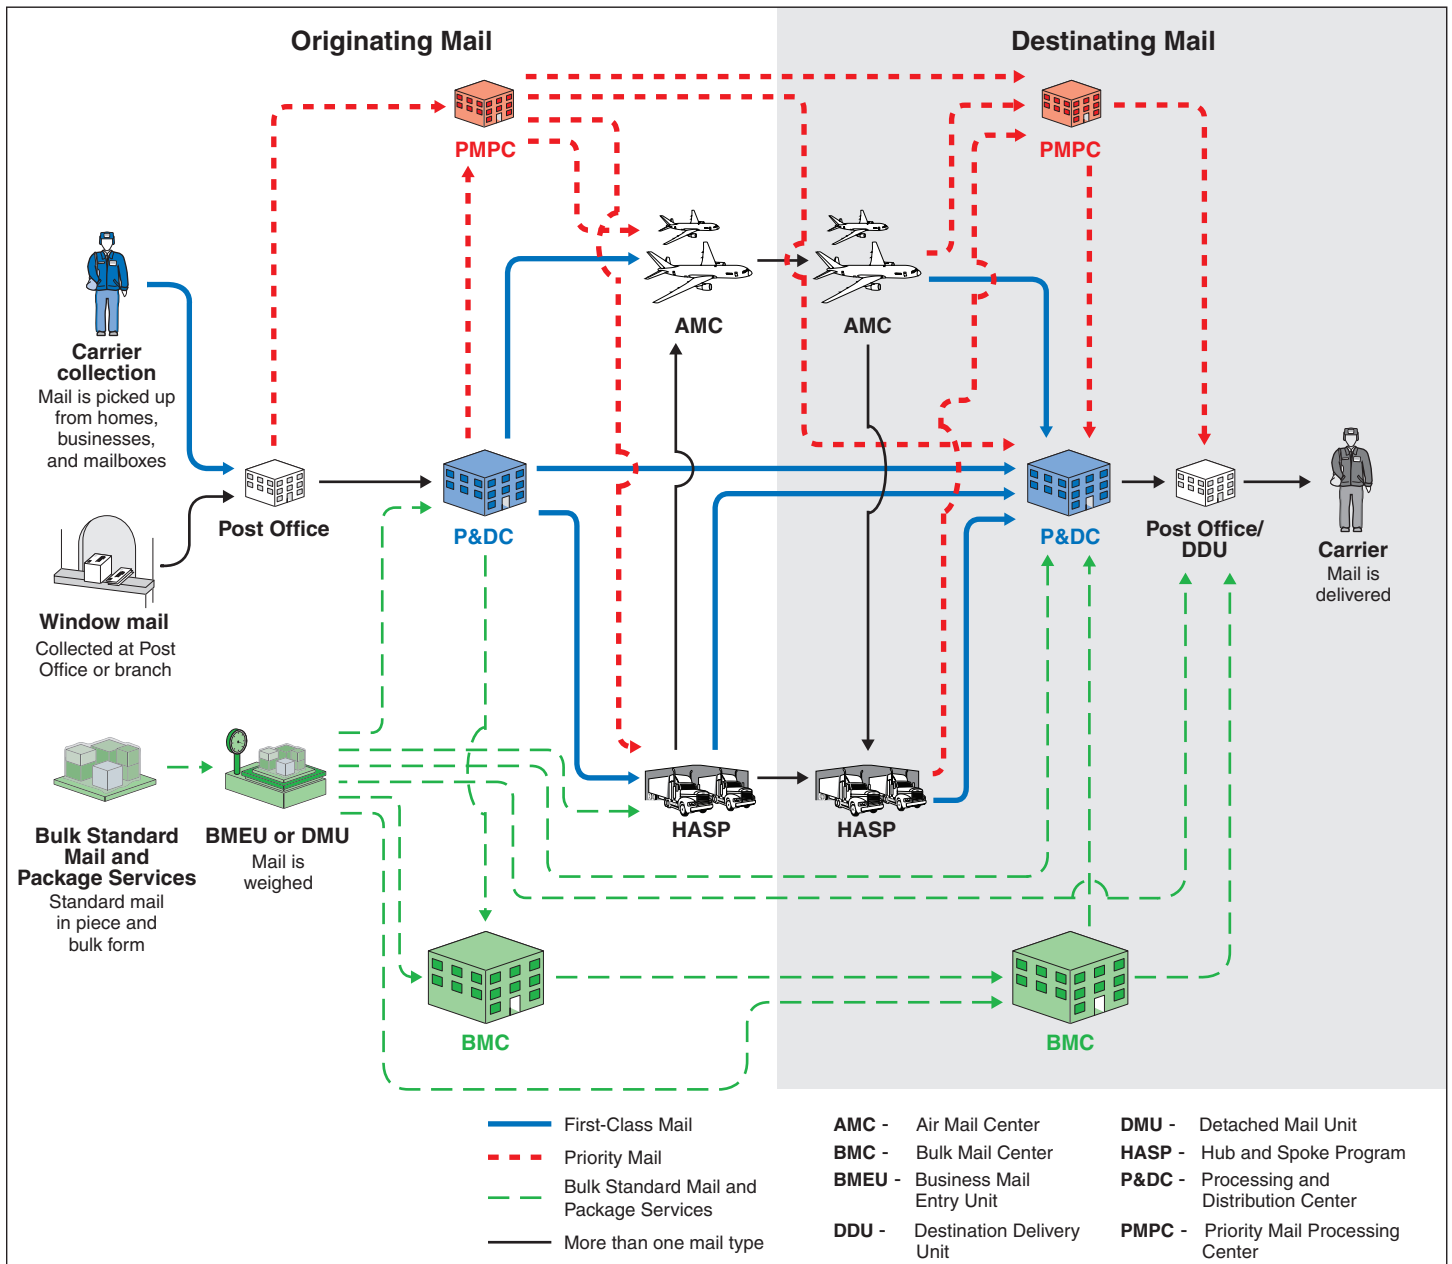 Originating Mail
Destinating Mail
PMPC
PMPC
AMC
AMC
Carrier
collection
Mail is picked up
from homes,
businesses,
and mailboxes
Post Office
P&DC
P&DC
Post Office/
DDU
Carrier
Mail is
delivered
Window mail
Collected at Post
Office or branch
HASP
HASP
Bulk Standard
Mail and
Package Services
Standard mail
in piece and
bulk form
BMEU or DMU
Mail is
weighed
BMC
BMC
First-Class Mail
Priority Mail
Bulk Standard Mail and
Package Services
More than one mail type
AMC - Air Mail Center
BMC - Bulk Mail Center
BMEU - Business Mail
Entry Unit
DDU - Destination Delivery
Unit
DMU - Detached Mail Unit
HASP - Hub and Spoke Program
P&DC - Processing and
Distribution Center
PMPC - Priority Mail Processing
Center